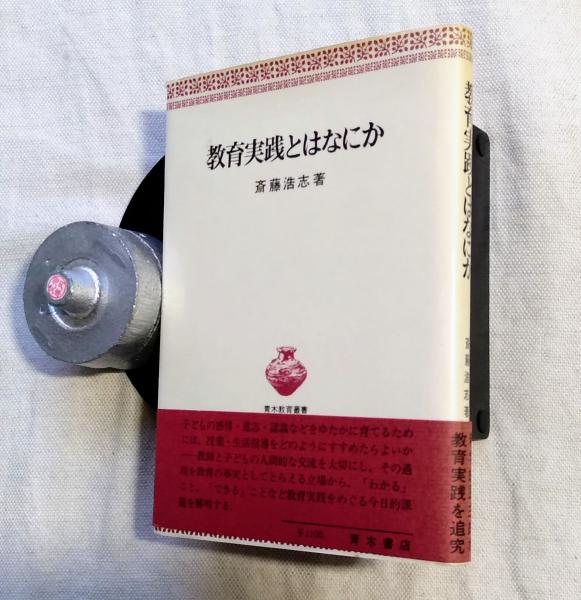 教育実践とはなにか
斎藤浩志著
青木教育叢書
子どもの感情・意志・認識などをゆたかに育てるため
には、授業・生活指導をどのようにすすめたらよいか
──教師と子どもの人間的な交流を大切にし、その過
程を教育の事実としてとらえる立場から、「わかる」
こと、「できる」ことなど教育実践をめぐる今日的課
題を解明する。
¥1100
青木書店
教育実践とはなにか
斎藤浩志著
教育実践を追究